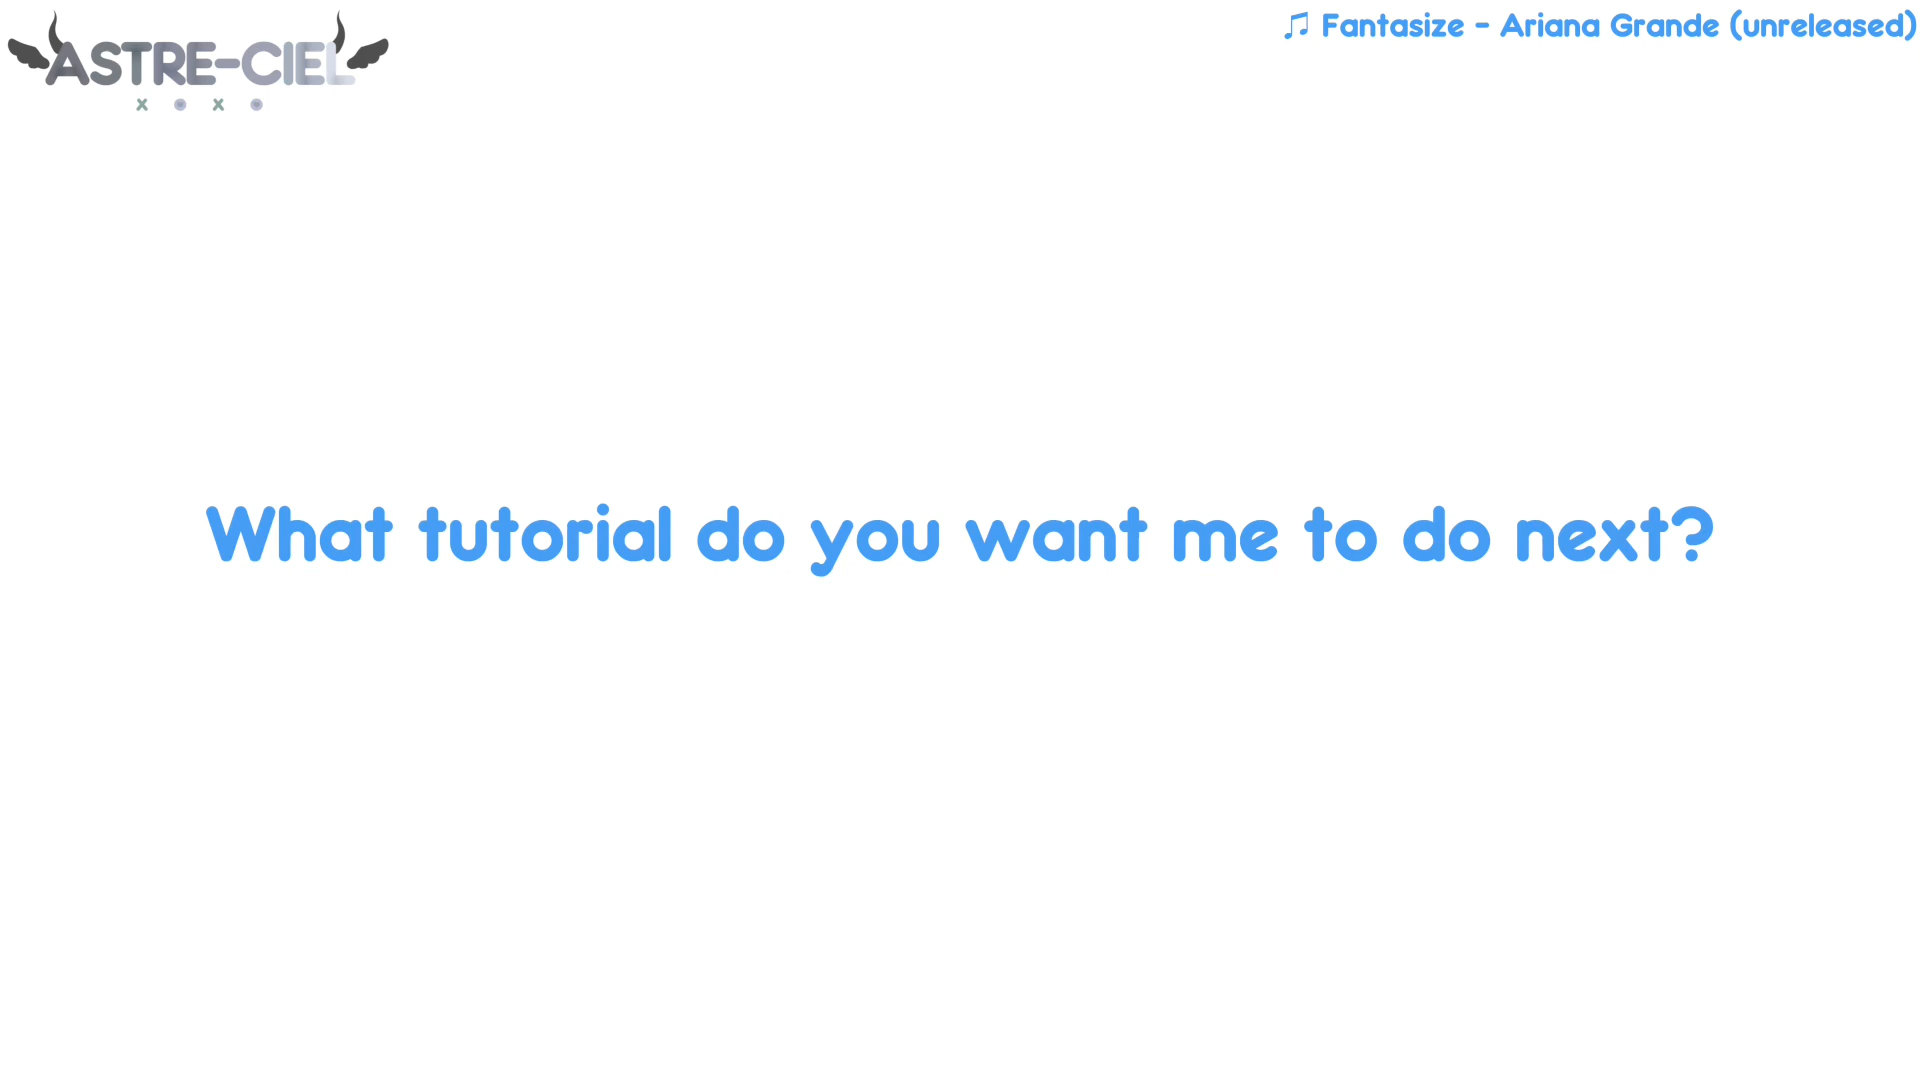 ASTRE-CIEL
x o x o
♫ Fantasize - Ariana Grande (unreleased)
What tutorial do you want me to do next?